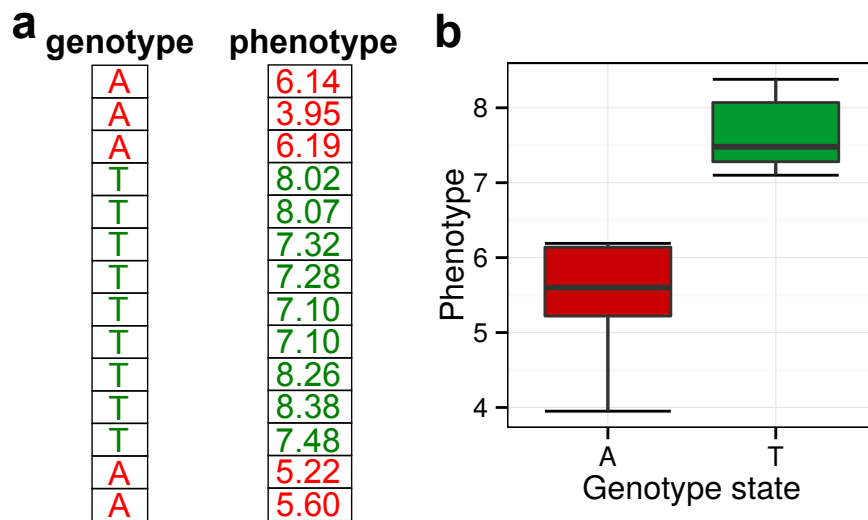 a
genotype phenotype
A 6.14
A 3.95
A 6.19
T 8.02
T 8.07
T 7.32
T 7.28
T 7.10
T 7.10
T 8.26
T 8.38
T 7.48
A 5.22
A 5.60
b
Phenotype
8
7
6
5
4
A T
Genotype state